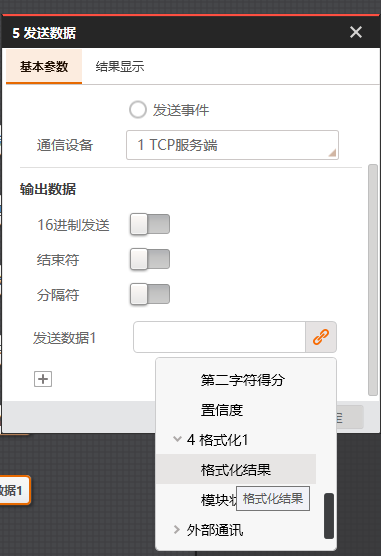 5 发送数据
基本参数 结果显示
发送事件
通信设备 1 TCP服务端
输出数据
16进制发送
结束符
分隔符
发送数据1
第二字符得分
置信度
4 格式化1
格式化结果
格式化结果
外部通讯
数据1